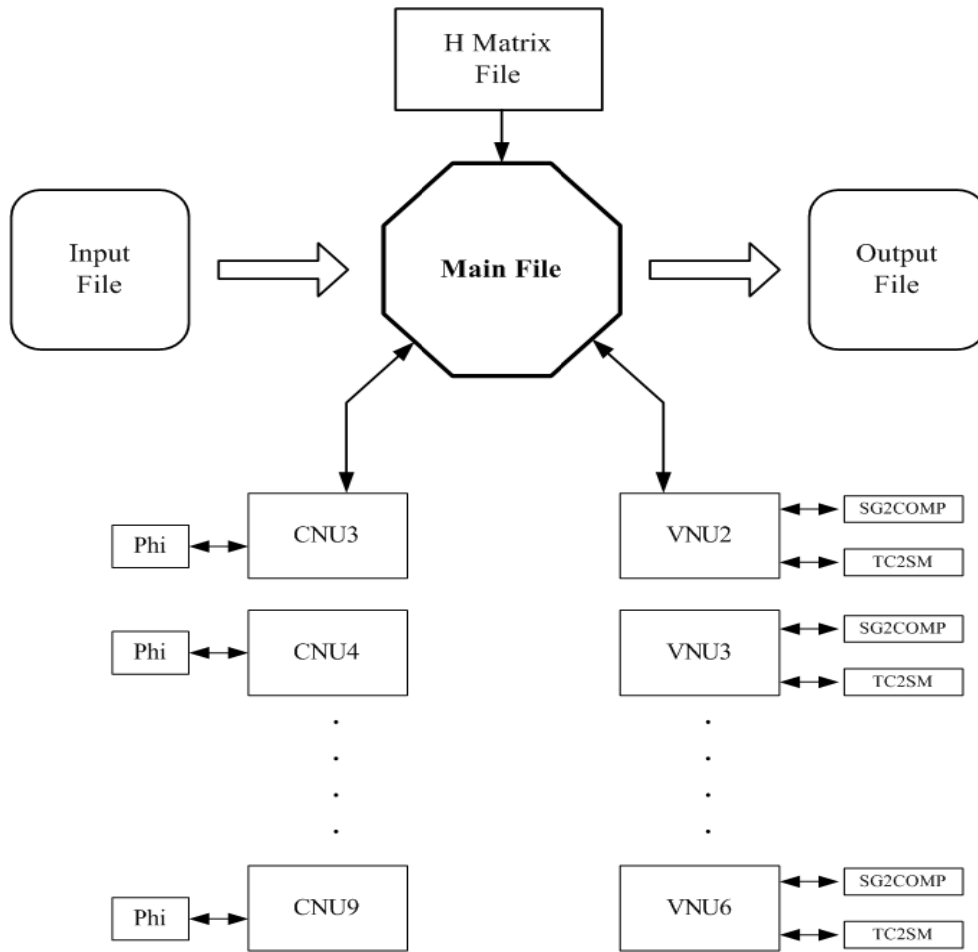 H Matrix
File
Input
File
Main File
Output
File
CNU3
Phi
VNU2
SG2COMP
TC2SM
CNU4
Phi
VNU3
SG2COMP
TC2SM
CNU9
Phi
VNU6
SG2COMP
TC2SM